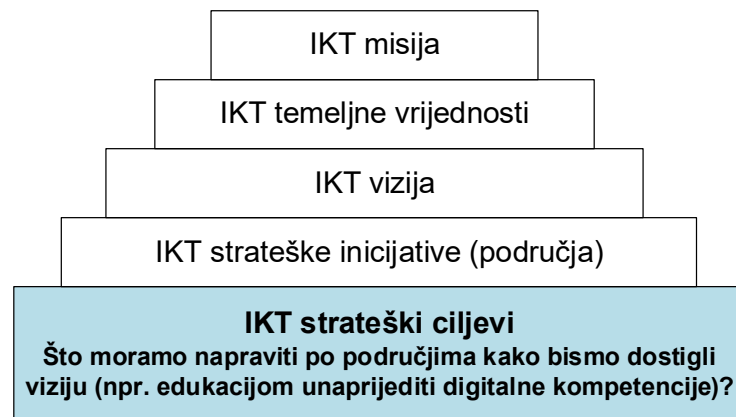 IKT misija
IKT temeljne vrijednosti
IKT vizija
IKT strateške inicijative (područja)
IKT strateški ciljevi
Što moramo napraviti po područjima kako bismo dostigli
viziju (npr. edukacijom unaprijediti digitalne kompetencije)?